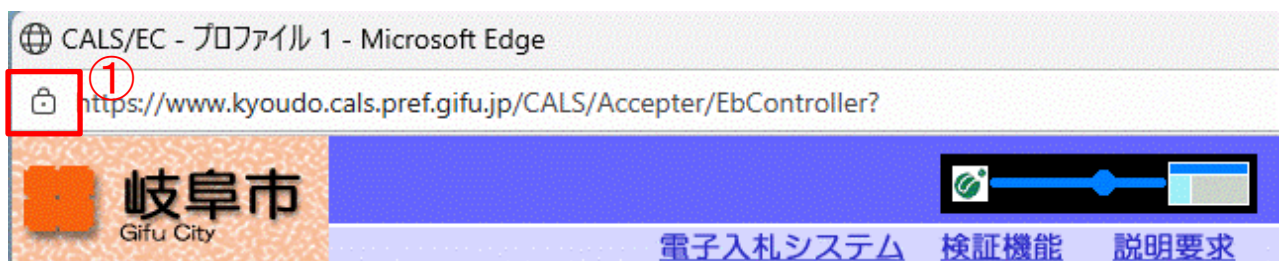 CALS/EC - プロファイル 1 - Microsoft Edge
①
https://www.kyoudo.cals.pref.gifu.jp/CALS/Accepter/EbController?
岐阜市
Gifu City
電子入札システム 検証機能 説明要求